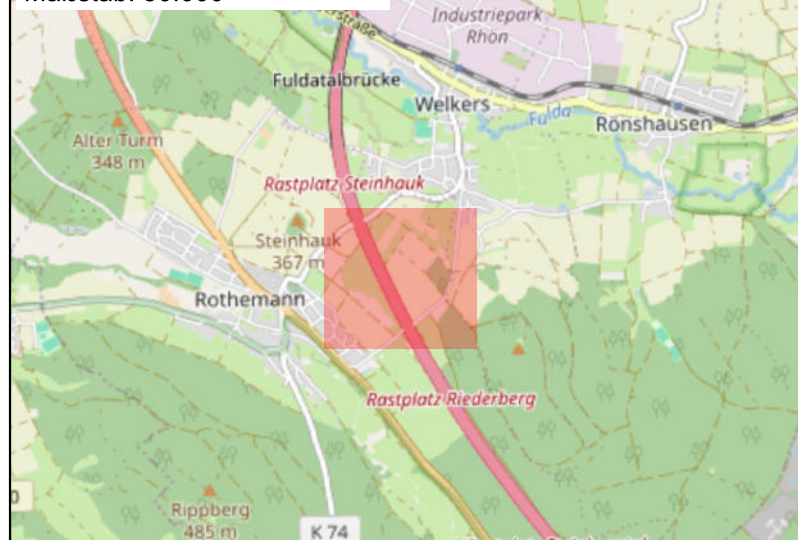 Industriepark
Rhön
Fuldatalbrücke
Welkers
Fulda
Rönshausen
Alter Turm
348 m
Rastplatz Steinhauk
Steinhauk
367 m
Rothemann
Rastplatz Riederberg
Rippberg
485 m
K 74